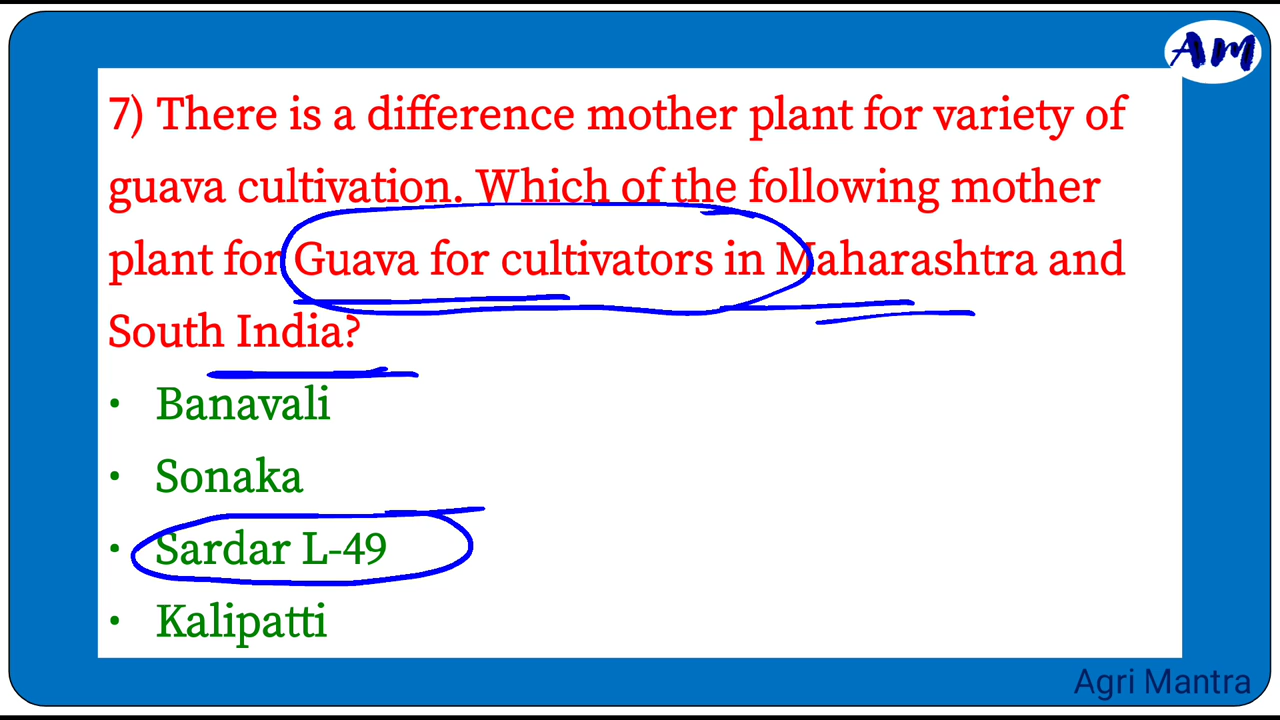 AM
7) There is a difference mother plant for variety of
guava cultivation. Which of the following mother
plant for Guava for cultivators in Maharashtra and
South India?
• Banavali
• Sonaka
• Sardar L-49
• Kalipatti
Agri Mantra